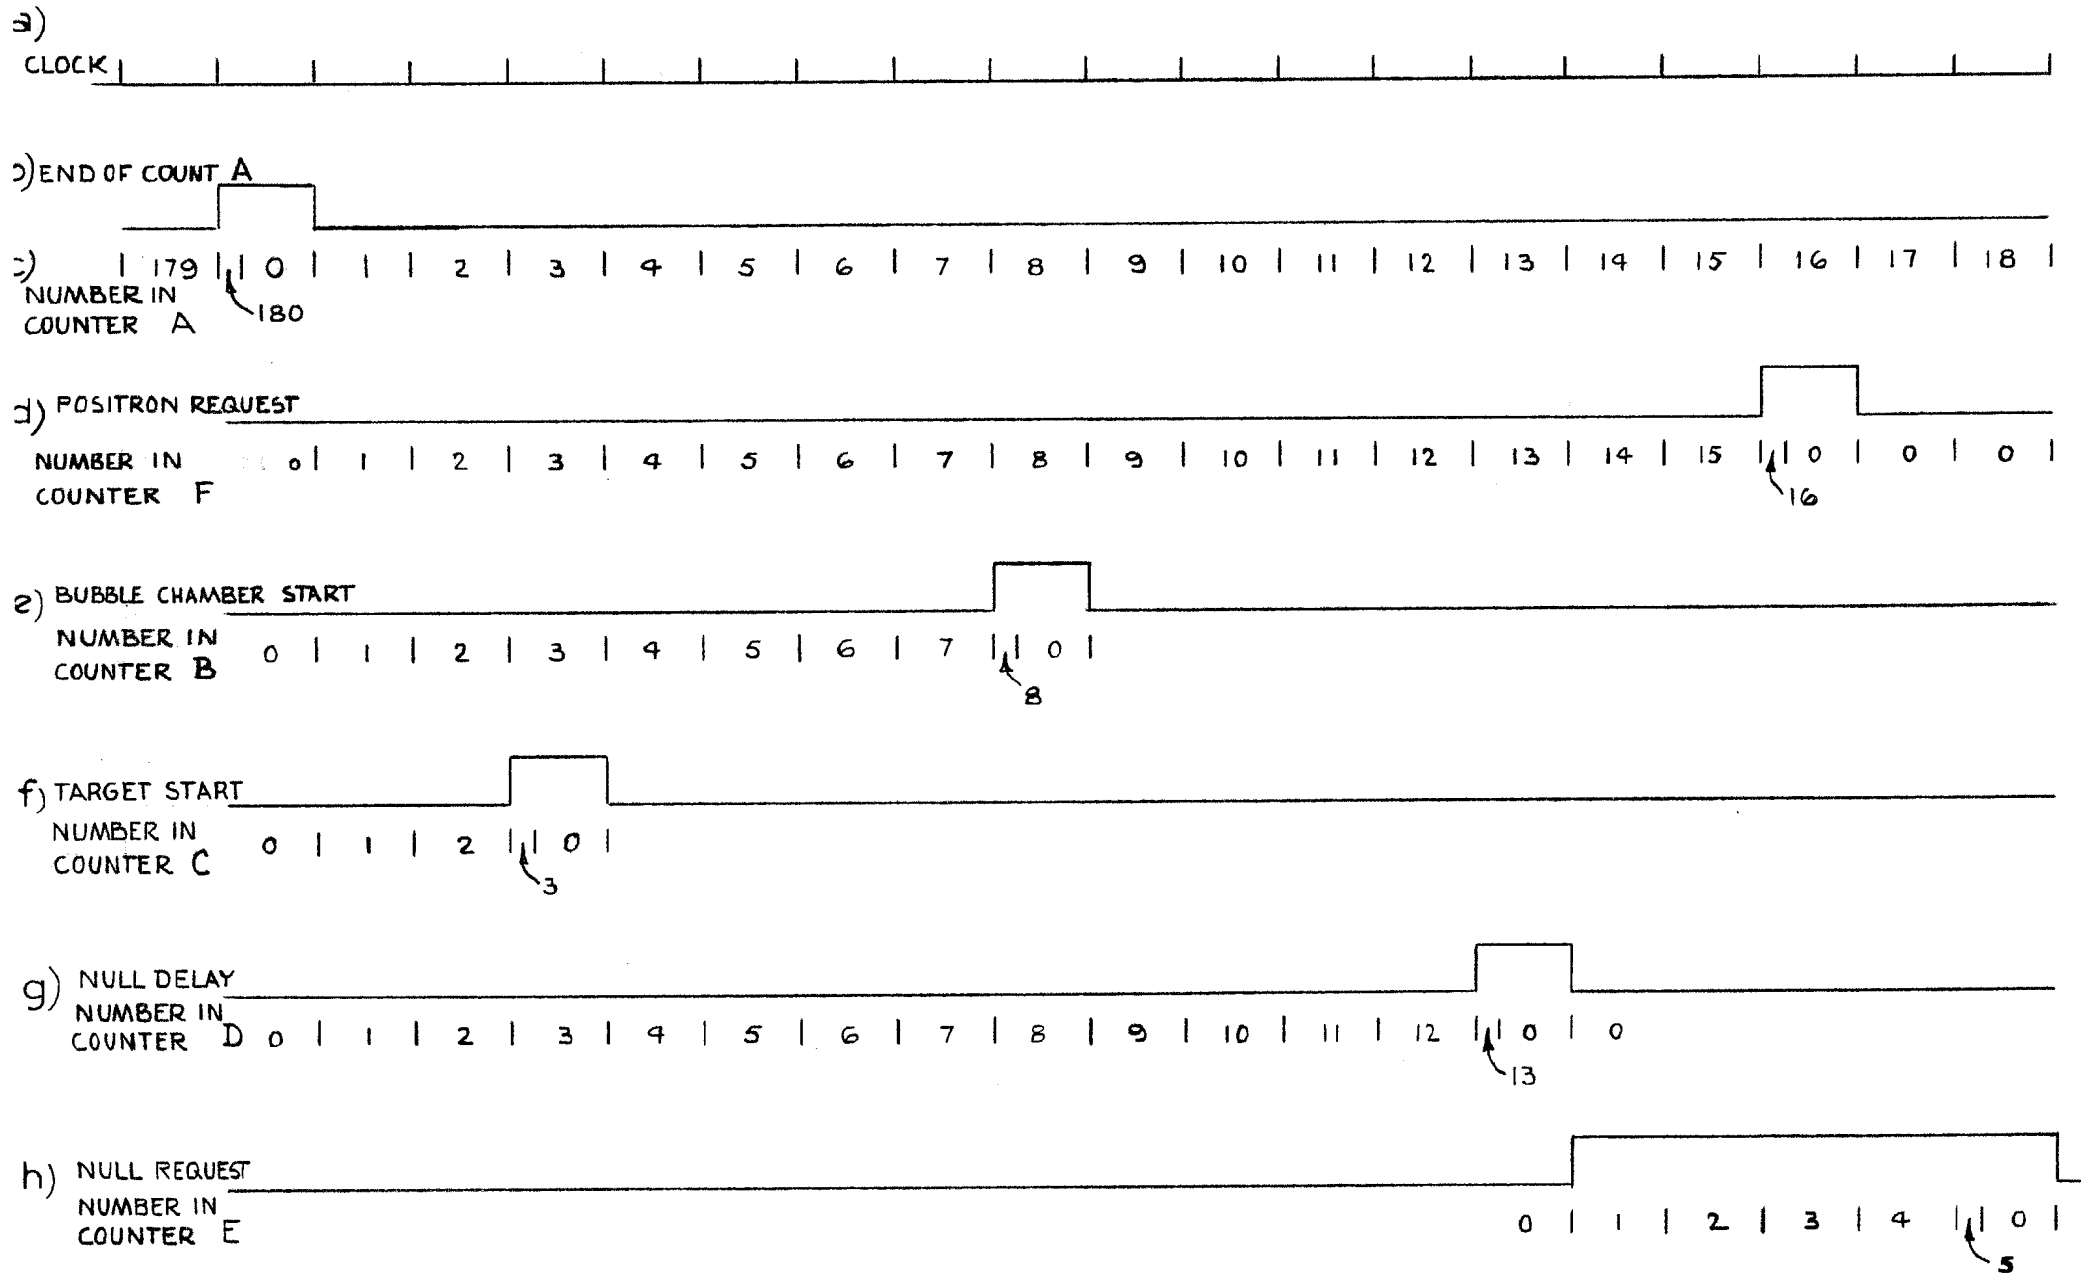 a)
CLOCK
b) END OF COUNT A
c) | 179 | | 0 | 1 | 2 | 3 | 4 | 5 | 6 | 7 | 8 | 9 | 10 | 11 | 12 | 13 | 14 | 15 | 16 | 17 | 18 |
NUMBER IN
COUNTER A
180
d) POSITRON REQUEST
NUMBER IN
COUNTER F
0 | 1 | 2 | 3 | 4 | 5 | 6 | 7 | 8 | 9 | 10 | 11 | 12 | 13 | 14 | 15 | | 0 | 0 | 0 |
16
e) BUBBLE CHAMBER START
NUMBER IN
COUNTER B
0 | 1 | 2 | 3 | 4 | 5 | 6 | 7 | | 0 |
8
f) TARGET START
NUMBER IN
COUNTER C
0 | 1 | 2 | | 0 |
3
g) NULL DELAY
NUMBER IN
COUNTER D
0 | 1 | 2 | 3 | 4 | 5 | 6 | 7 | 8 | 9 | 10 | 11 | 12 | | 0 | 0
13
h) NULL REQUEST
NUMBER IN
COUNTER E
0 | 1 | 2 | 3 | 4 | | 0 |
5